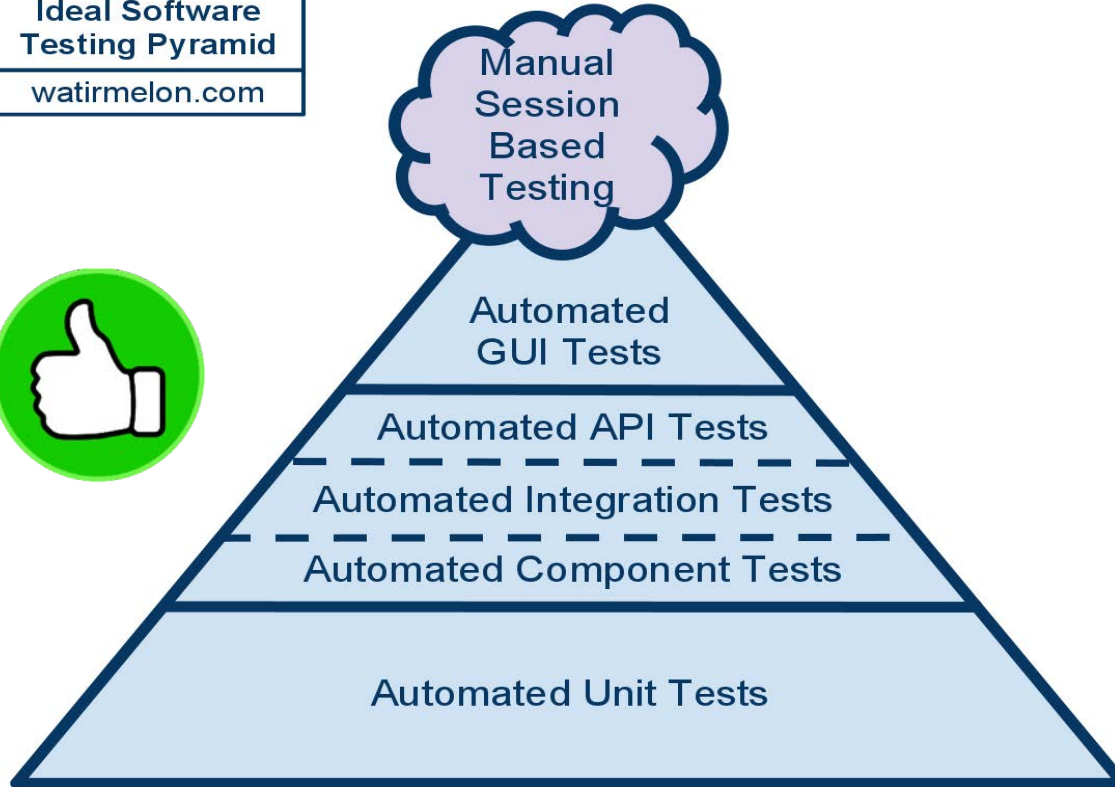 Ideal Software
Testing Pyramid
watirmelon.com
Manual
Session
Based
Testing
Automated
GUI Tests
Automated API Tests
Automated Integration Tests
Automated Component Tests
Automated Unit Tests